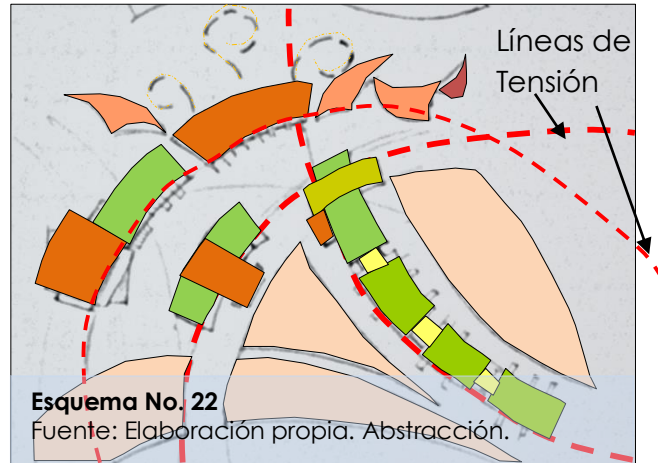 Líneas de
Tensión
Esquema No. 22
Fuente: Elaboración propia. Abstracción.